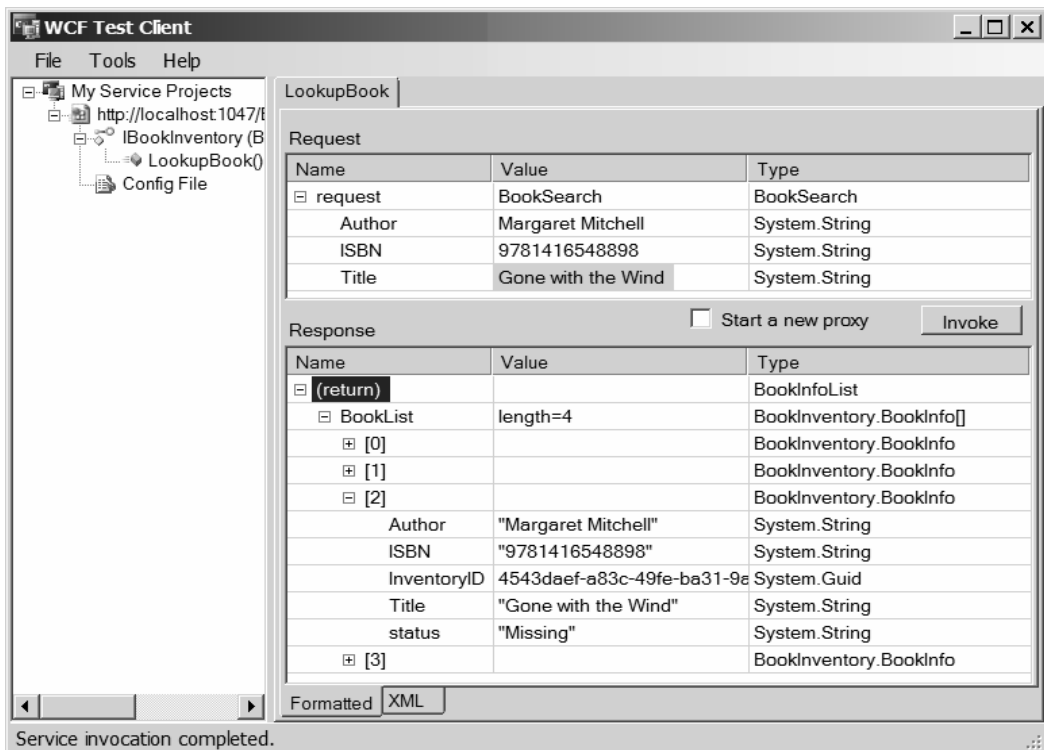 WCF Test Client
File Tools Help
My Service Projects
http://localhost:1047/
IBookInventory (B
LookupBook()
Config File
LookupBook
Request
Name Value Type
request BookSearch BookSearch
Author Margaret Mitchell System.String
ISBN 9781416548898 System.String
Title Gone with the Wind System.String
Response Start a new proxy Invoke
Name Value Type
(return) BookInfoList
BookList length=4 BookInventory.BookInfo[]
[0] BookInventory.BookInfo
[1] BookInventory.BookInfo
[2] BookInventory.BookInfo
Author "Margaret Mitchell" System.String
ISBN "9781416548898" System.String
InventoryID 4543daef-a83c-49fe-ba31-9a System.Guid
Title "Gone with the Wind" System.String
status "Missing" System.String
[3] BookInventory.BookInfo
Formatted XML
Service invocation completed.